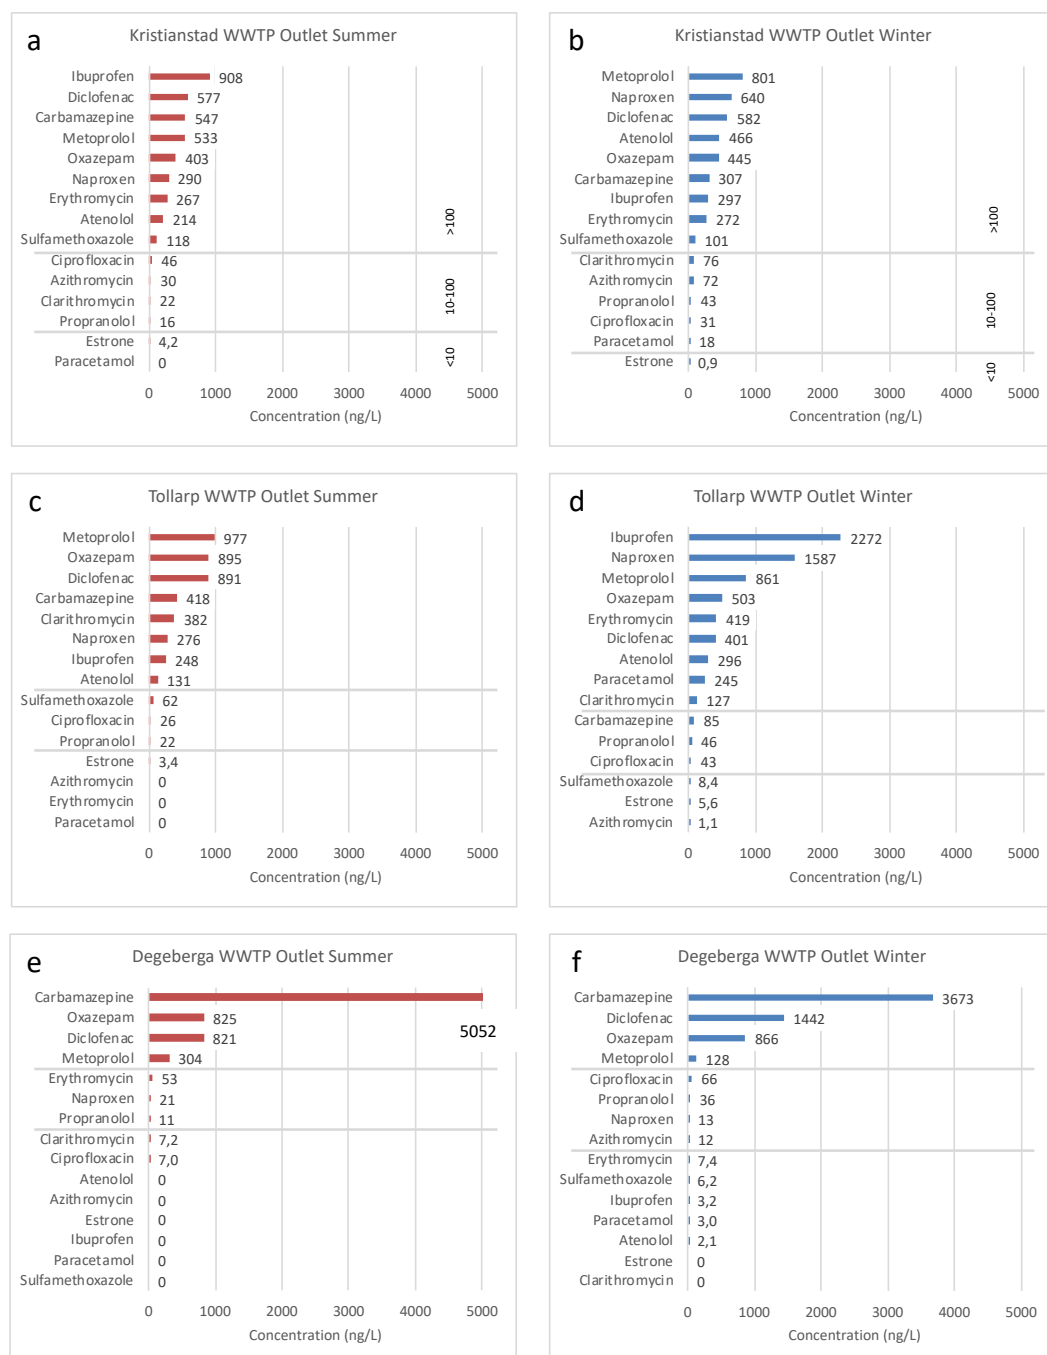 a
Kristianstad WWTP Outlet Summer
Ibuprofen 908
Diclofenac 577
Carbamazepine 547
Metoprolol 533
Oxazepam 403
Naproxen 290
Erythromycin 267
Atenolol 214
Sulfamethoxazole 118
>100
Ciprofloxacin 46
Azithromycin 30
Clarithromycin 22
Propranolol 16
10-100
Estrone 4,2
Paracetamol 0
<10
0 1000 2000 3000 4000 5000
Concentration (ng/L)
b
Kristianstad WWTP Outlet Winter
Metoprolol 801
Naproxen 640
Diclofenac 582
Atenolol 466
Oxazepam 445
Carbamazepine 307
Ibuprofen 297
Erythromycin 272
Sulfamethoxazole 101
>100
Clarithromycin 76
Azithromycin 72
Propranolol 43
Ciprofloxacin 31
Paracetamol 18
10-100
Estrone 0,9
<10
0 1000 2000 3000 4000 5000
Concentration (ng/L)
c
Tollarp WWTP Outlet Summer
Metoprolol 977
Oxazepam 895
Diclofenac 891
Carbamazepine 418
Clarithromycin 382
Naproxen 276
Ibuprofen 248
Atenolol 131
Sulfamethoxazole 62
Ciprofloxacin 26
Propranolol 22
Estrone 3,4
Azithromycin 0
Erythromycin 0
Paracetamol 0
0 1000 2000 3000 4000 5000
Concentration (ng/L)
d
Tollarp WWTP Outlet Winter
Ibuprofen 2272
Naproxen 1587
Metoprolol 861
Oxazepam 503
Erythromycin 419
Diclofenac 401
Atenolol 296
Paracetamol 245
Clarithromycin 127
Carbamazepine 85
Propranolol 46
Ciprofloxacin 43
Sulfamethoxazole 8,4
Estrone 5,6
Azithromycin 1,1
0 1000 2000 3000 4000 5000
Concentration (ng/L)
e
Degeberga WWTP Outlet Summer
Carbamazepine 5052
Oxazepam 825
Diclofenac 821
Metoprolol 304
Erythromycin 53
Naproxen 21
Propranolol 11
Clarithromycin 7,2
Ciprofloxacin 7,0
Atenolol 0
Azithromycin 0
Estrone 0
Ibuprofen 0
Paracetamol 0
Sulfamethoxazole 0
0 1000 2000 3000 4000 5000
Concentration (ng/L)
f
Degeberga WWTP Outlet Winter
Carbamazepine 3673
Diclofenac 1442
Oxazepam 866
Metoprolol 128
Ciprofloxacin 66
Propranolol 36
Naproxen 13
Azithromycin 12
Erythromycin 7,4
Sulfamethoxazole 6,2
Ibuprofen 3,2
Paracetamol 3,0
Atenolol 2,1
Estrone 0
Clarithromycin 0
0 1000 2000 3000 4000 5000
Concentration (ng/L)